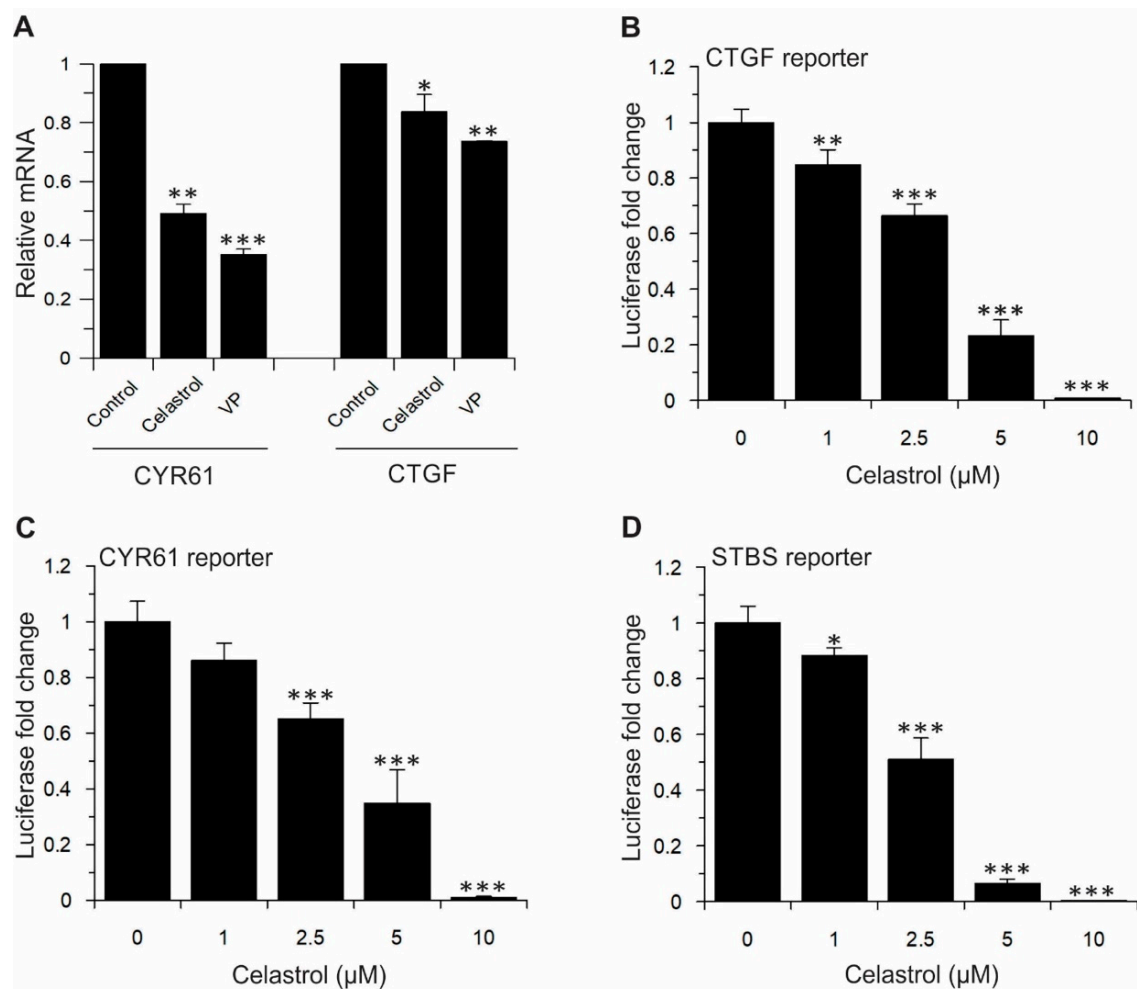 A
Relative mRNA
1
0.8
0.6
0.4
0.2
0
**
***
*
**
Control
Celastrol
VP
Control
Celastrol
VP
CYR61
CTGF
B
CTGF reporter
Luciferase fold change
1.2
1
0.8
0.6
0.4
0.2
0
**
***
***
***
0 1 2.5 5 10
Celastrol (µM)
C
CYR61 reporter
Luciferase fold change
1.2
1
0.8
0.6
0.4
0.2
0
***
***
***
0 1 2.5 5 10
Celastrol (µM)
D
STBS reporter
Luciferase fold change
1.2
1
0.8
0.6
0.4
0.2
0
*
***
***
***
0 1 2.5 5 10
Celastrol (µM)